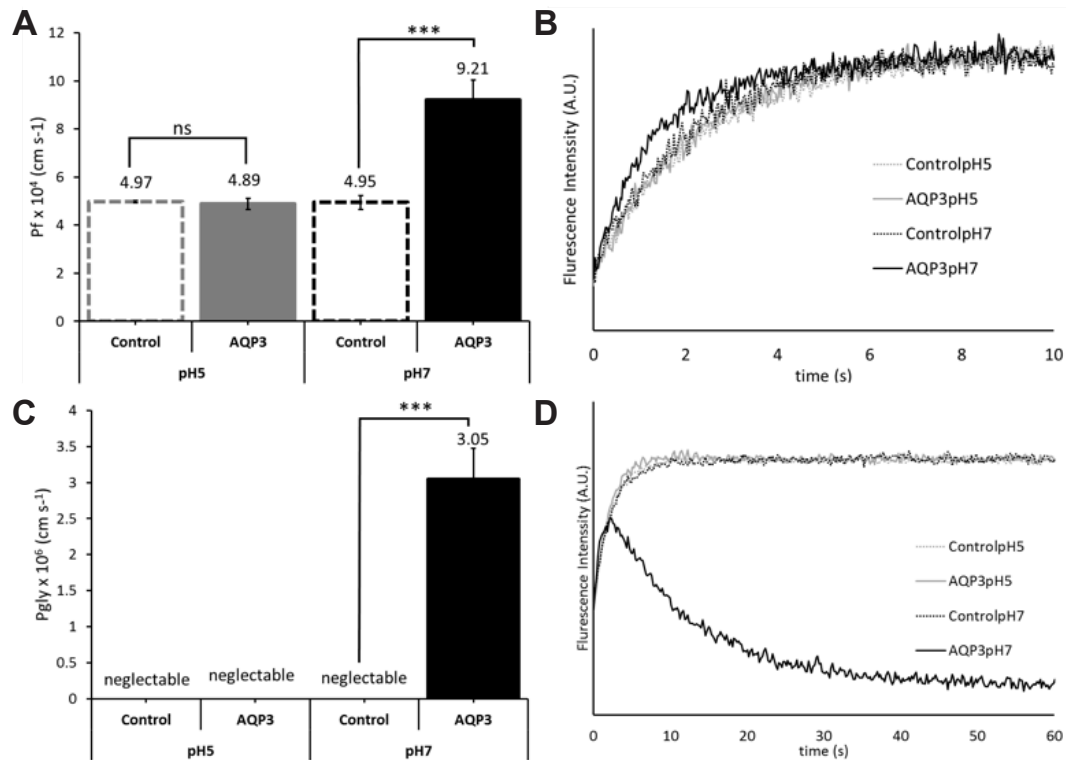 A
Pf x 10⁴ (cm s-1)
12
10
8
6
4
2
0
ns
4.97
4.89
***
4.95
9.21
Control
AQP3
Control
AQP3
pH5
pH7
B
Flurescence Intenssity (A.U.)
ControlpH5
AQP3pH5
ControlpH7
AQP3pH7
0
2
4
6
8
10
time (s)
C
Pgly x 10⁶ (cm s⁻¹)
4
3.5
3
2.5
2
1.5
1
0.5
0
***
3.05
neglectable
neglectable
neglectable
Control
AQP3
Control
AQP3
pH5
pH7
D
Flurescence Intenssity (A.U.)
ControlpH5
AQP3pH5
ControlpH7
AQP3pH7
0
10
20
30
40
50
60
time (s)